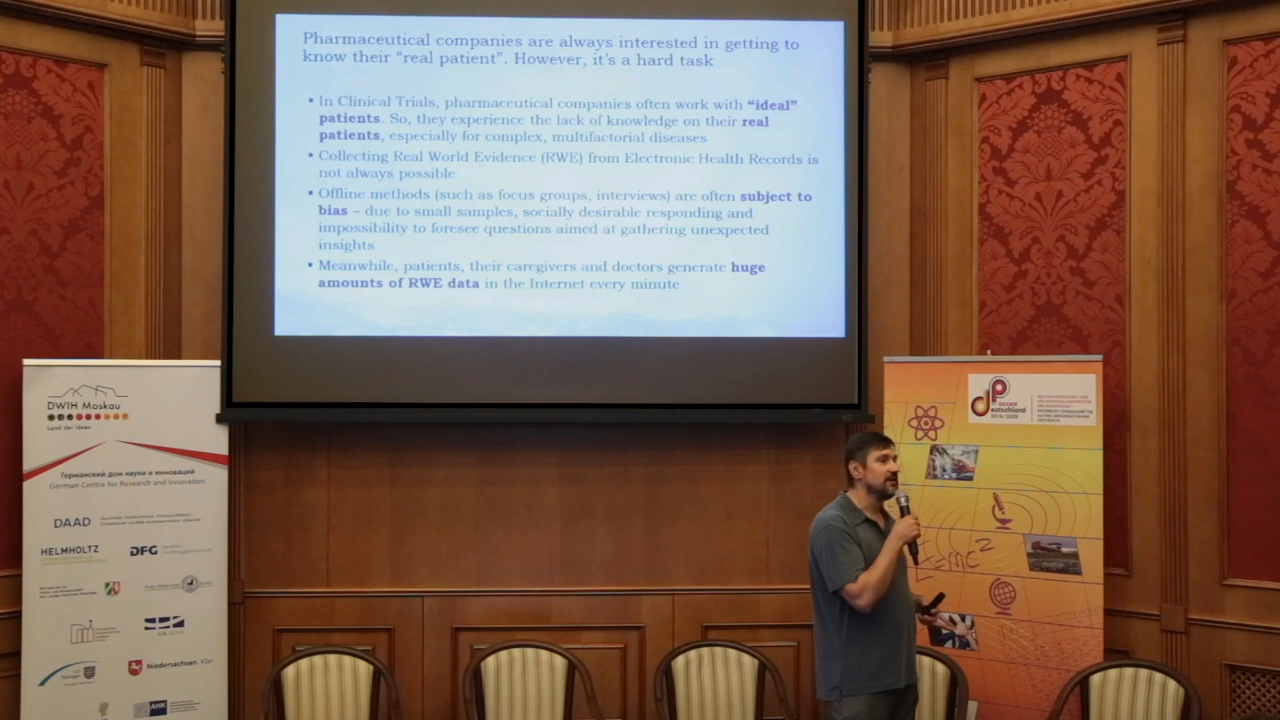 Pharmaceutical companies are always interested in getting to
know their “real patient”. However, it’s a hard task
▪ In Clinical Trials, pharmaceutical companies often work with “ideal”
patients. So, they experience the lack of knowledge on their real
patients, especially for complex, multifactorial diseases
▪ Collecting Real World Evidence (RWE) from Electronic Health Records is
not always possible
▪ Offline methods (such as focus groups, interviews) are often subject to
bias – due to small samples, socially desirable responding and
impossibility to foresee questions aimed at gathering unexpected
insights
▪ Meanwhile, patients, their caregivers and doctors generate huge
amounts of RWE data in the Internet every minute
DWIH Moskau
Land der Ideen
Германский дом науки и инноваций
German Centre for Research and Innovation
DAAD
HELMHOLTZ
DFG
Niedersachsen. Klar
AHK
eutschland
E=mc2